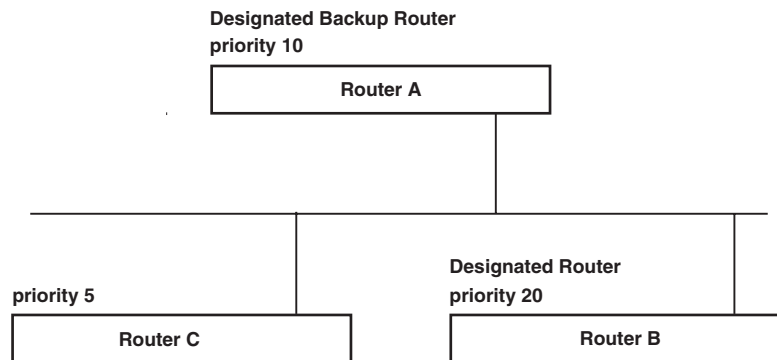 Designated Backup Router
priority 10
Router A
Designated Router
priority 5
priority 20
Router C
Router B